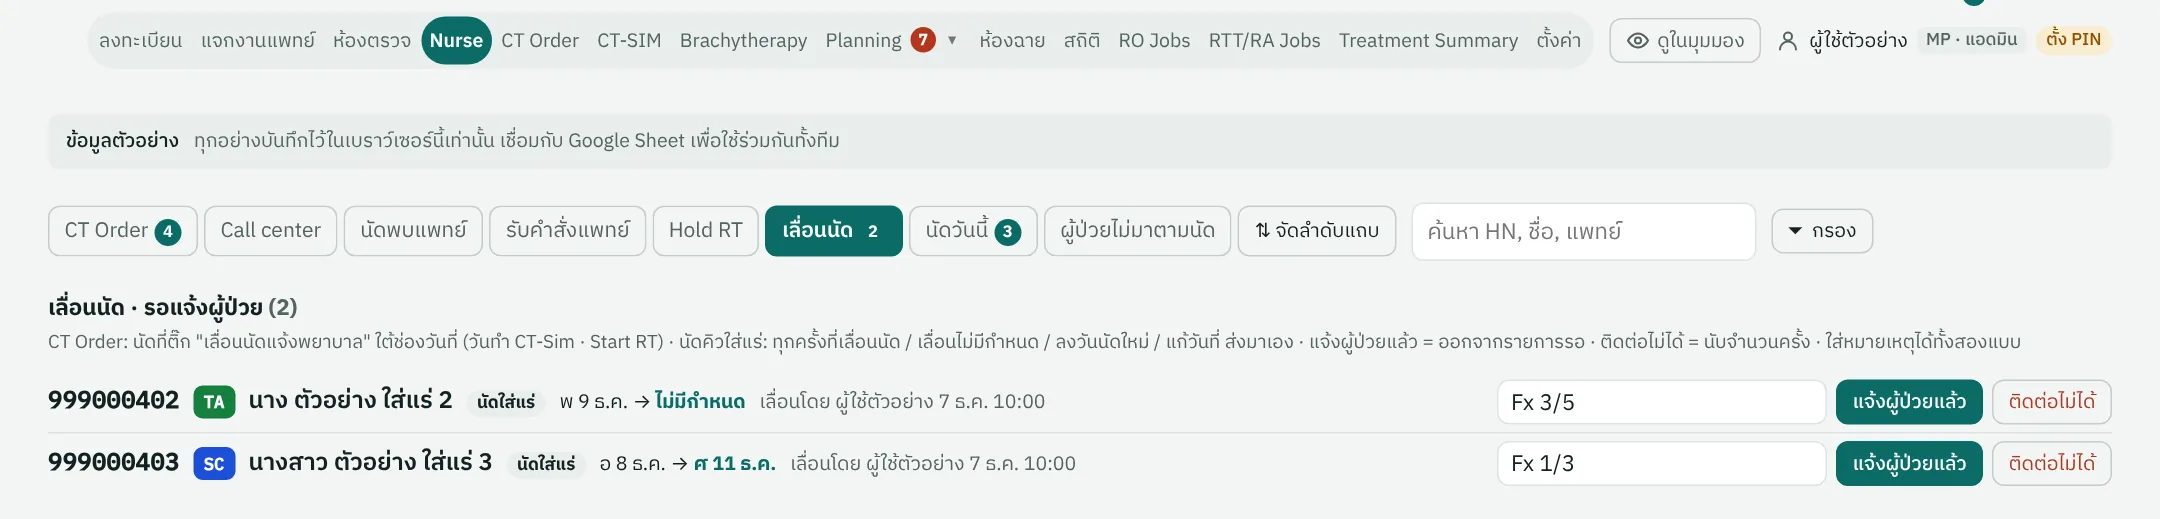 ลงทะเบียน แจกงานแพทย์ ห้องตรวจ Nurse CT Order CT-SIM Brachytherapy Planning 7 ▼ ห้องฉาย สถิติ RO Jobs RTT/RA Jobs Treatment Summary ตั้งค่า ดูในมุมมอง ผู้ใช้ตัวอย่าง MP · แอดมิน ตั้ง PIN
ข้อมูลตัวอย่าง ทุกอย่างบันทึกไว้ในเบราว์เซอร์นี้เท่านั้น เชื่อมกับ Google Sheet เพื่อใช้ร่วมกันทั้งทีม
CT Order 4 Call center นัดพบแพทย์ รับคำสั่งแพทย์ Hold RT เลื่อนนัด 2 นัดวันนี้ 3 ผู้ป่วยไม่มาตามนัด ⇅ จัดลำดับแถบ ค้นหา HN, ชื่อ, แพทย์ ▼ กรอง
เลื่อนนัด · รอแจ้งผู้ป่วย (2)
CT Order: นัดที่ติ๊ก "เลื่อนนัดแจ้งพยาบาล" ใต้ช่องวันที่ (วันทำ CT-Sim · Start RT) · นัดคิวใส่แร่: ทุกครั้งที่เลื่อนนัด / เลื่อนไม่มีกำหนด / ลงวันนัดใหม่ / แก้วันที่ ส่งมาเอง · แจ้งผู้ป่วยแล้ว = ออกจากรายการรอ · ติดต่อไม่ได้ = นับจำนวนครั้ง · ใส่หมายเหตุได้ทั้งสองแบบ
999000402 TA นาง ตัวอย่าง ใส่แร่ 2 นัดใส่แร่ พ 9 ธ.ค. → ไม่มีกำหนด เลื่อนโดย ผู้ใช้ตัวอย่าง 7 ธ.ค. 10:00 Fx 3/5 แจ้งผู้ป่วยแล้ว ติดต่อไม่ได้
999000403 SC นางสาว ตัวอย่าง ใส่แร่ 3 นัดใส่แร่ อ 8 ธ.ค. → ศ 11 ธ.ค. เลื่อนโดย ผู้ใช้ตัวอย่าง 7 ธ.ค. 10:00 Fx 1/3 แจ้งผู้ป่วยแล้ว ติดต่อไม่ได้